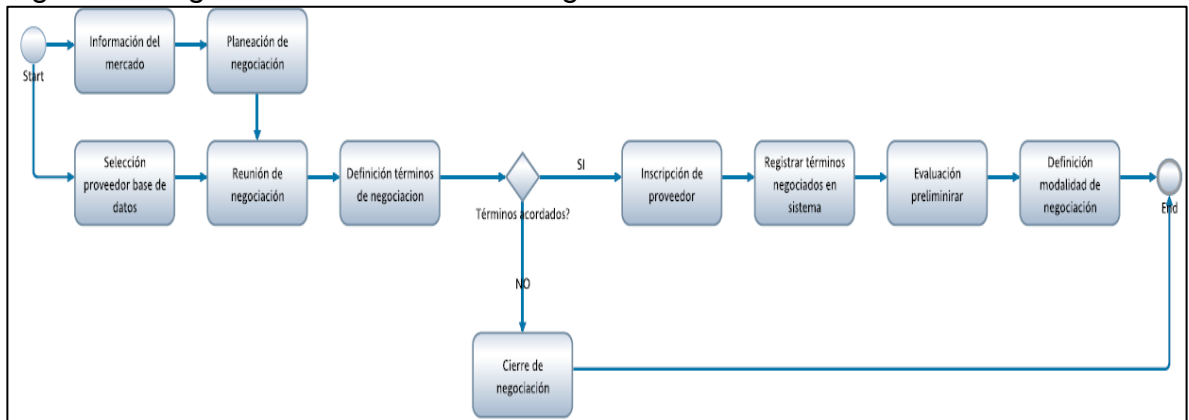 Información del
mercado
Planeación de
negociación
Start
Selección
proveedor base de
datos
Reunión de
negociación
Definición términos
de negociacion
Términos acordados?
SI
Inscripción de
proveedor
Registrar términos
negociados en
sistema
Evaluación
preliminirar
Definición
modalidad de
negociación
End
NO
Cierre de
negociación